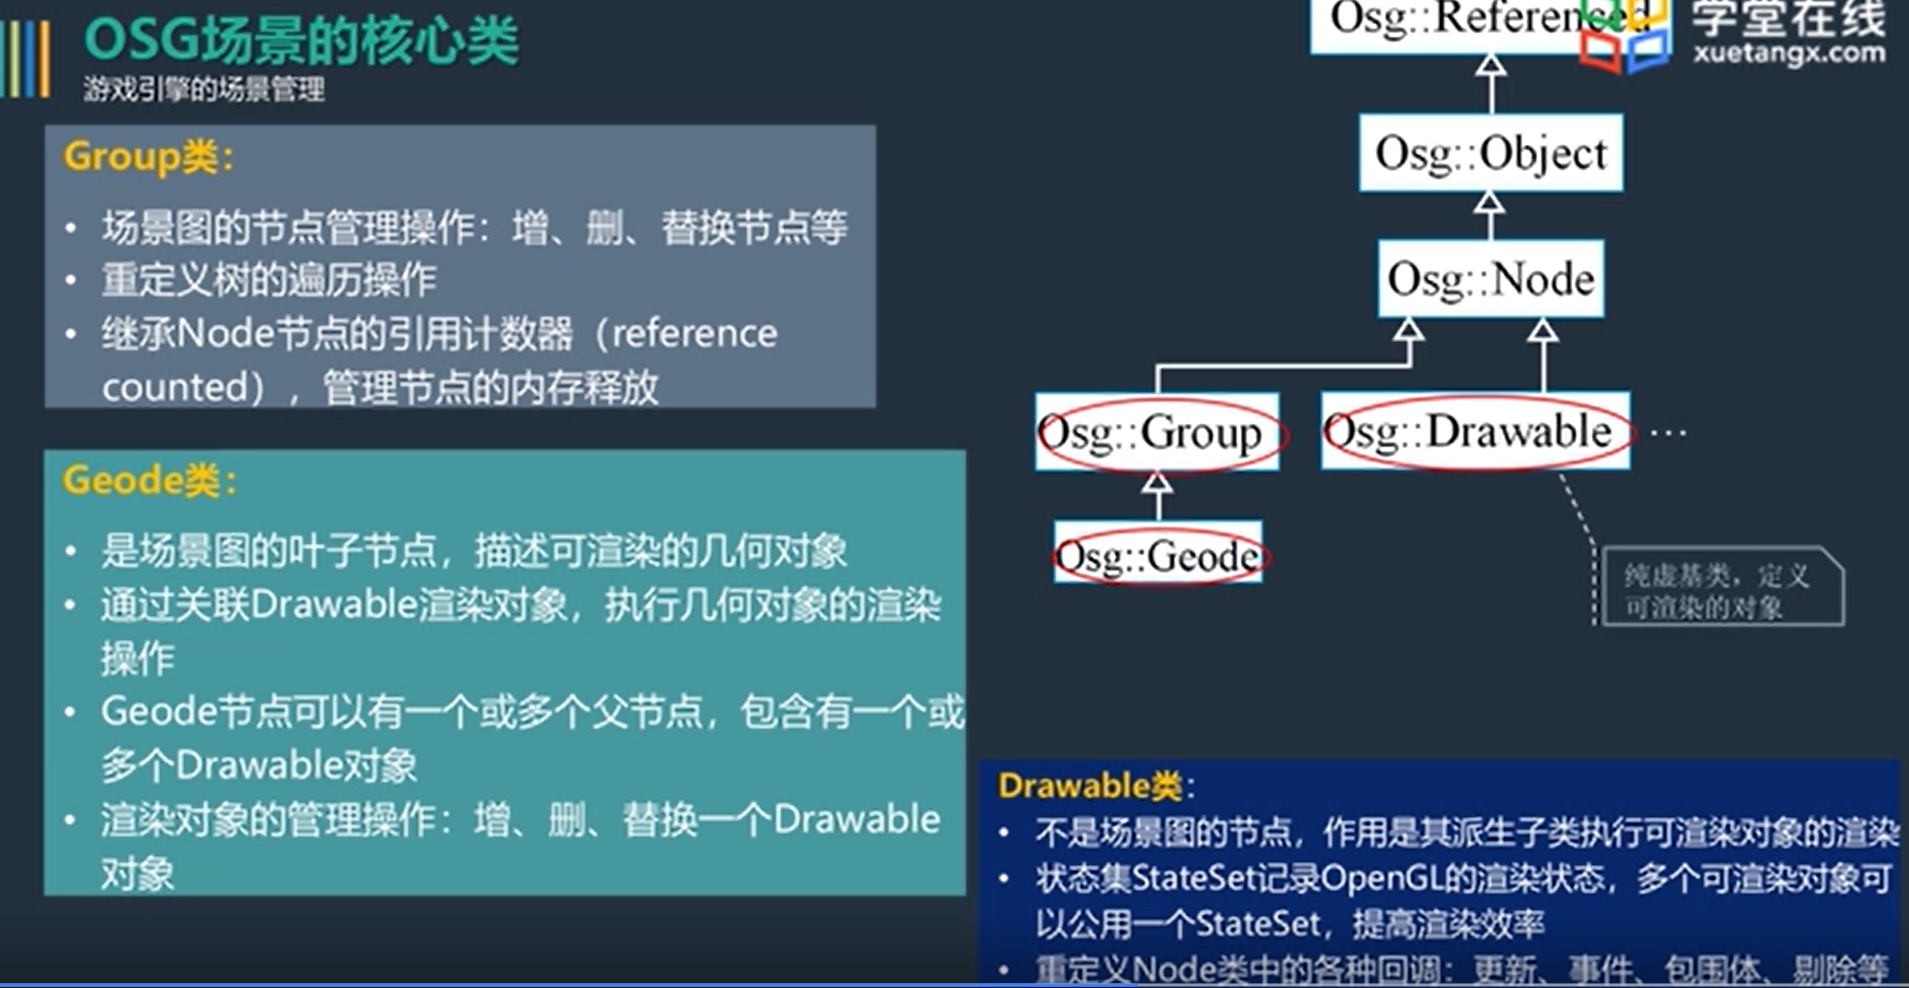 OSG场景的核心类
游戏引擎的场景管理
Group类：
• 场景图的节点管理操作：增、删、替换节点等
• 重定义树的遍历操作
• 继承Node节点的引用计数器（reference
counted），管理节点的内存释放
Geode类：
• 是场景图的叶子节点，描述可渲染的几何对象
• 通过关联Drawable渲染对象，执行几何对象的渲染
操作
• Geode节点可以有一个或多个父节点，包含有一个或
多个Drawable对象
• 渲染对象的管理操作：增、删、替换一个Drawable
对象
Osg::Referenced
学堂在线
xuetangx.com
Osg::Object
Osg::Node
Osg::Group
Osg::Drawable
...
Osg::Geode
纯虚基类，定义
可渲染的对象
Drawable类：
• 不是场景图的节点，作用是其派生子类执行可渲染对象的渲染
• 状态集StateSet记录OpenGL的渲染状态，多个可渲染对象可
以公用一个StateSet，提高渲染效率
• 重定义Node类中的各种回调：更新、事件、包围体、剔除等